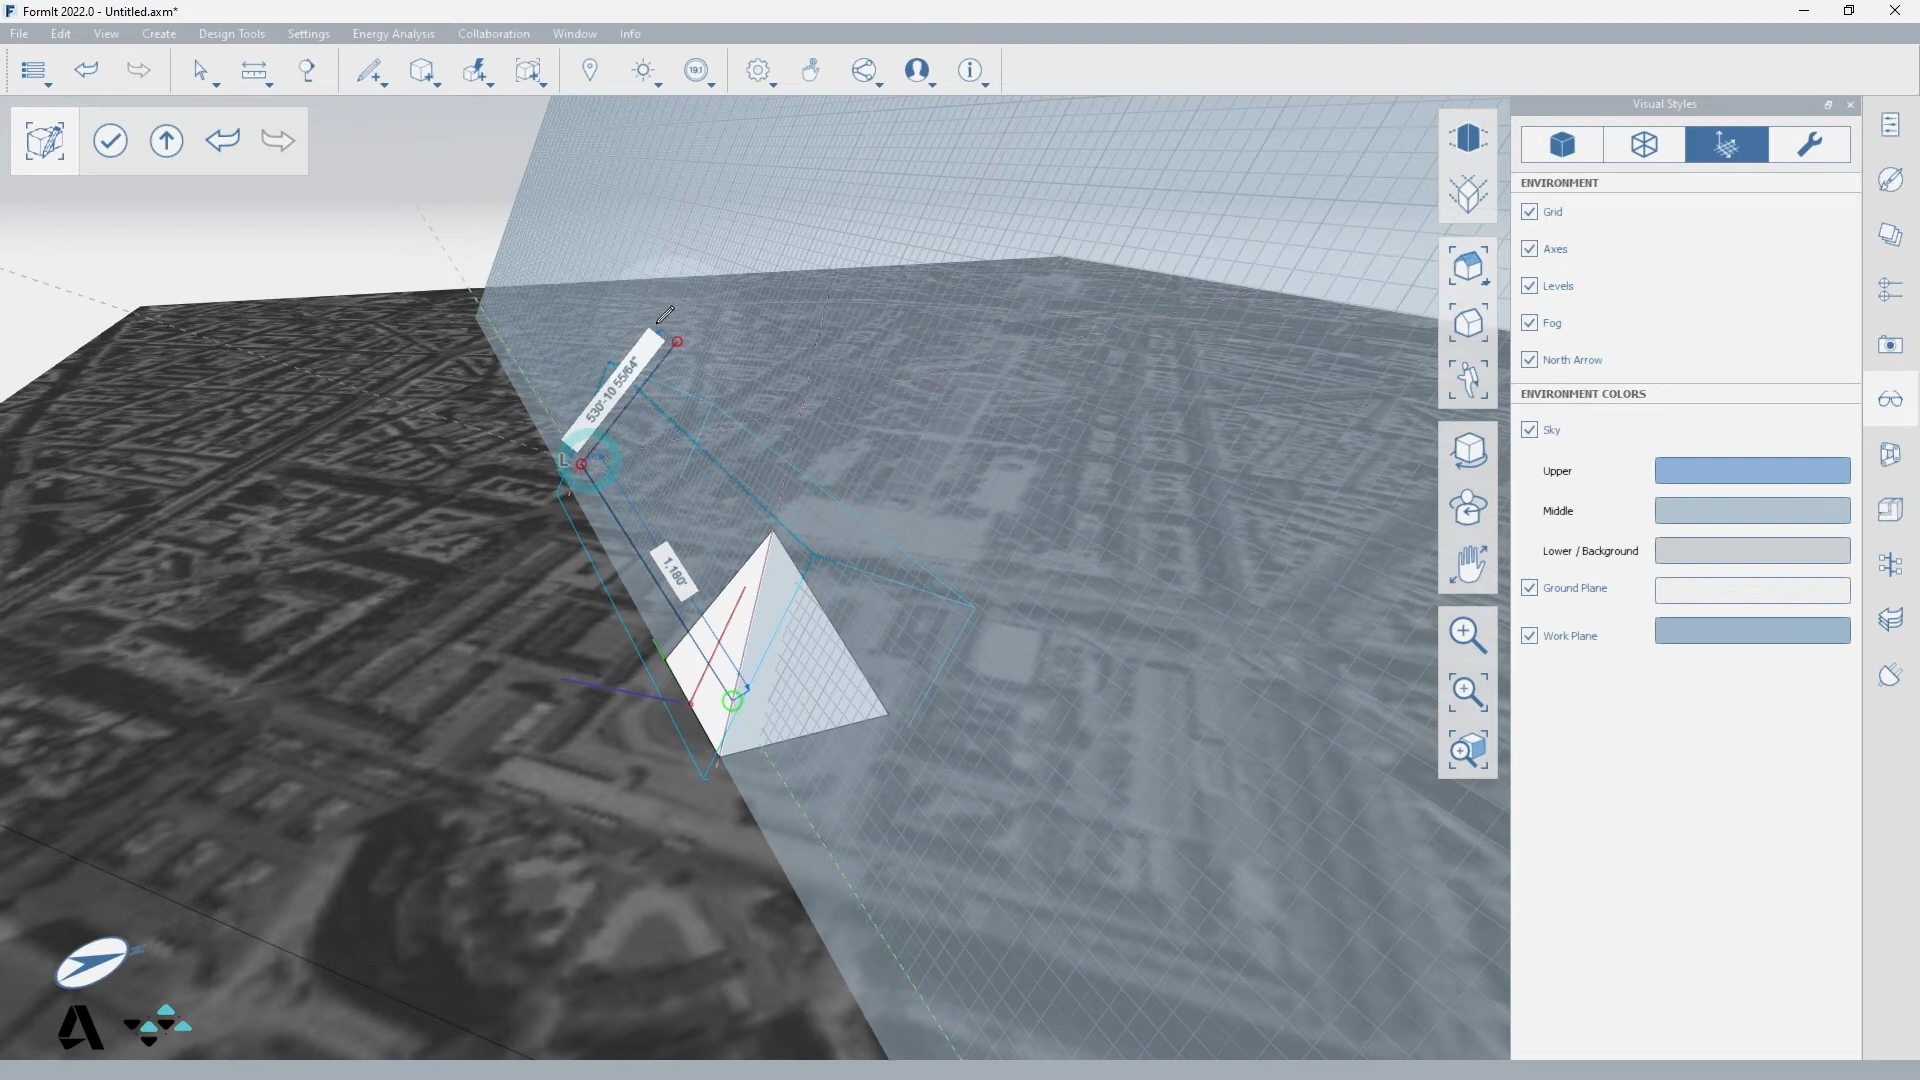 FormIt 2022.0 - Untitled.axm*
File Edit View Create Design Tools Settings Energy Analysis Collaboration Window Info
19.1
Visual Styles
ENVIRONMENT
Grid
Axes
Levels
Fog
North Arrow
ENVIRONMENT COLORS
Sky
Upper
Middle
Lower / Background
Ground Plane
Work Plane
530'-10 55/64"
L
1,180'